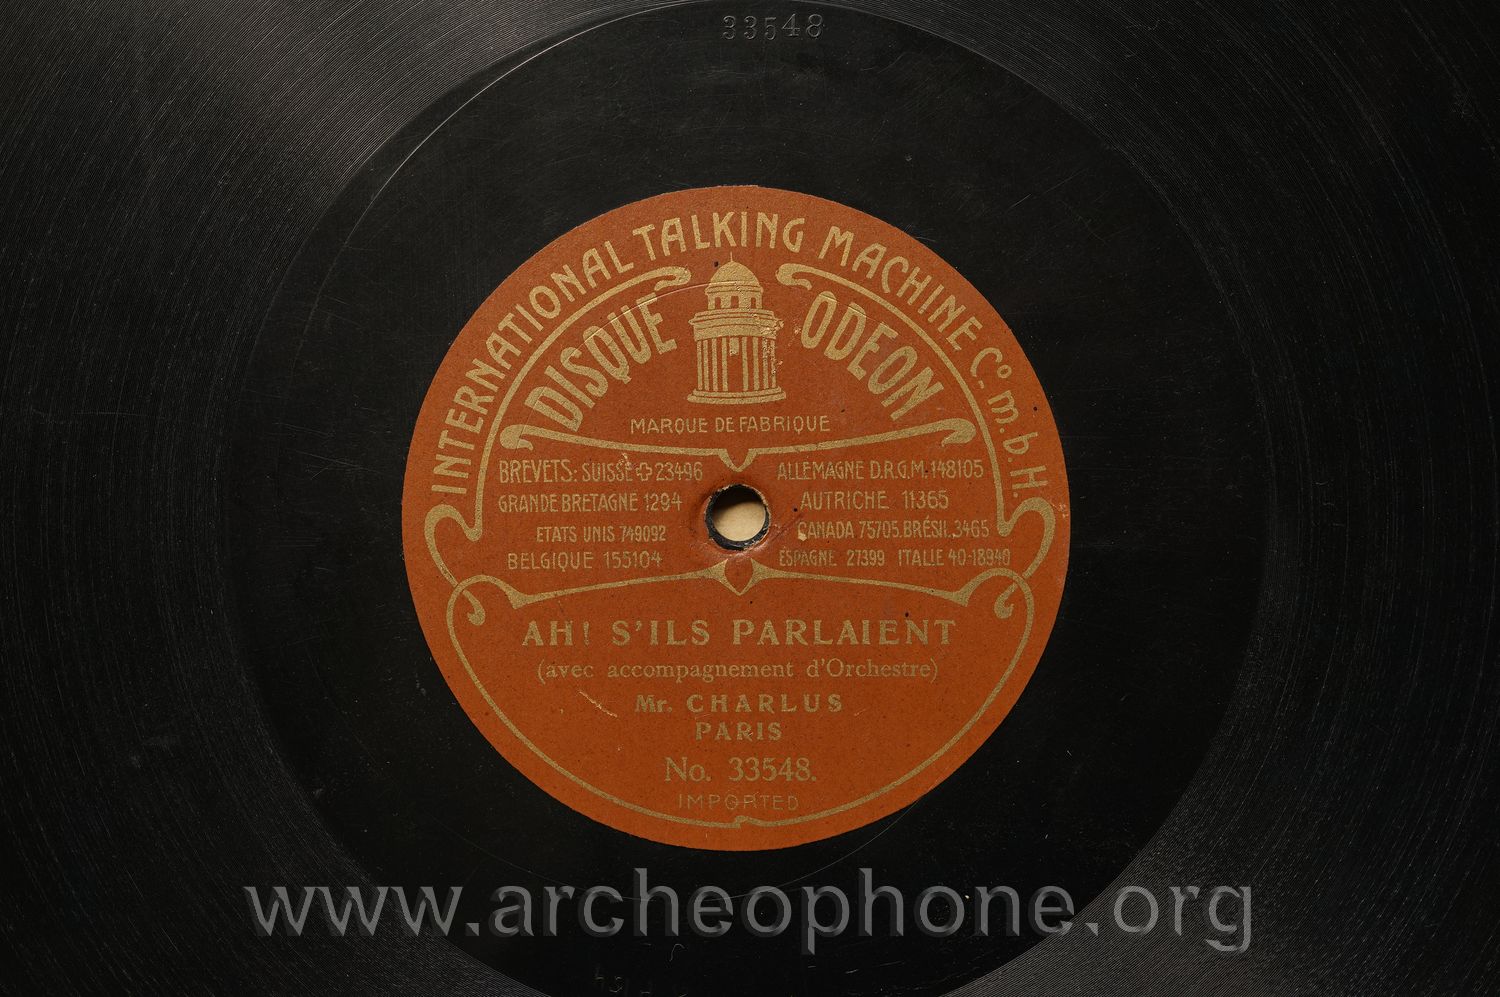 33548
INTERNATIONAL TALKING MACHINE Co. m. b. H.
DISQUE ODEON
MARQUE DE FABRIQUE
BREVETS: SUISSE 23496
GRANDE BRETAGNE 1294
ETATS UNIS 749092
BELGIQUE 155104
ALLEMAGNE D.R.G.M. 148105
AUTRICHE 11365
CANADA 75705. BRÉSIL. 3465
ESPAGNE 27399 ITALIE 40-18940
AH! S'ILS PARLAIENT
(avec accompagnement d'Orchestre)
Mr. CHARLUS
PARIS
No. 33548.
IMPORTED
www.archeophone.org